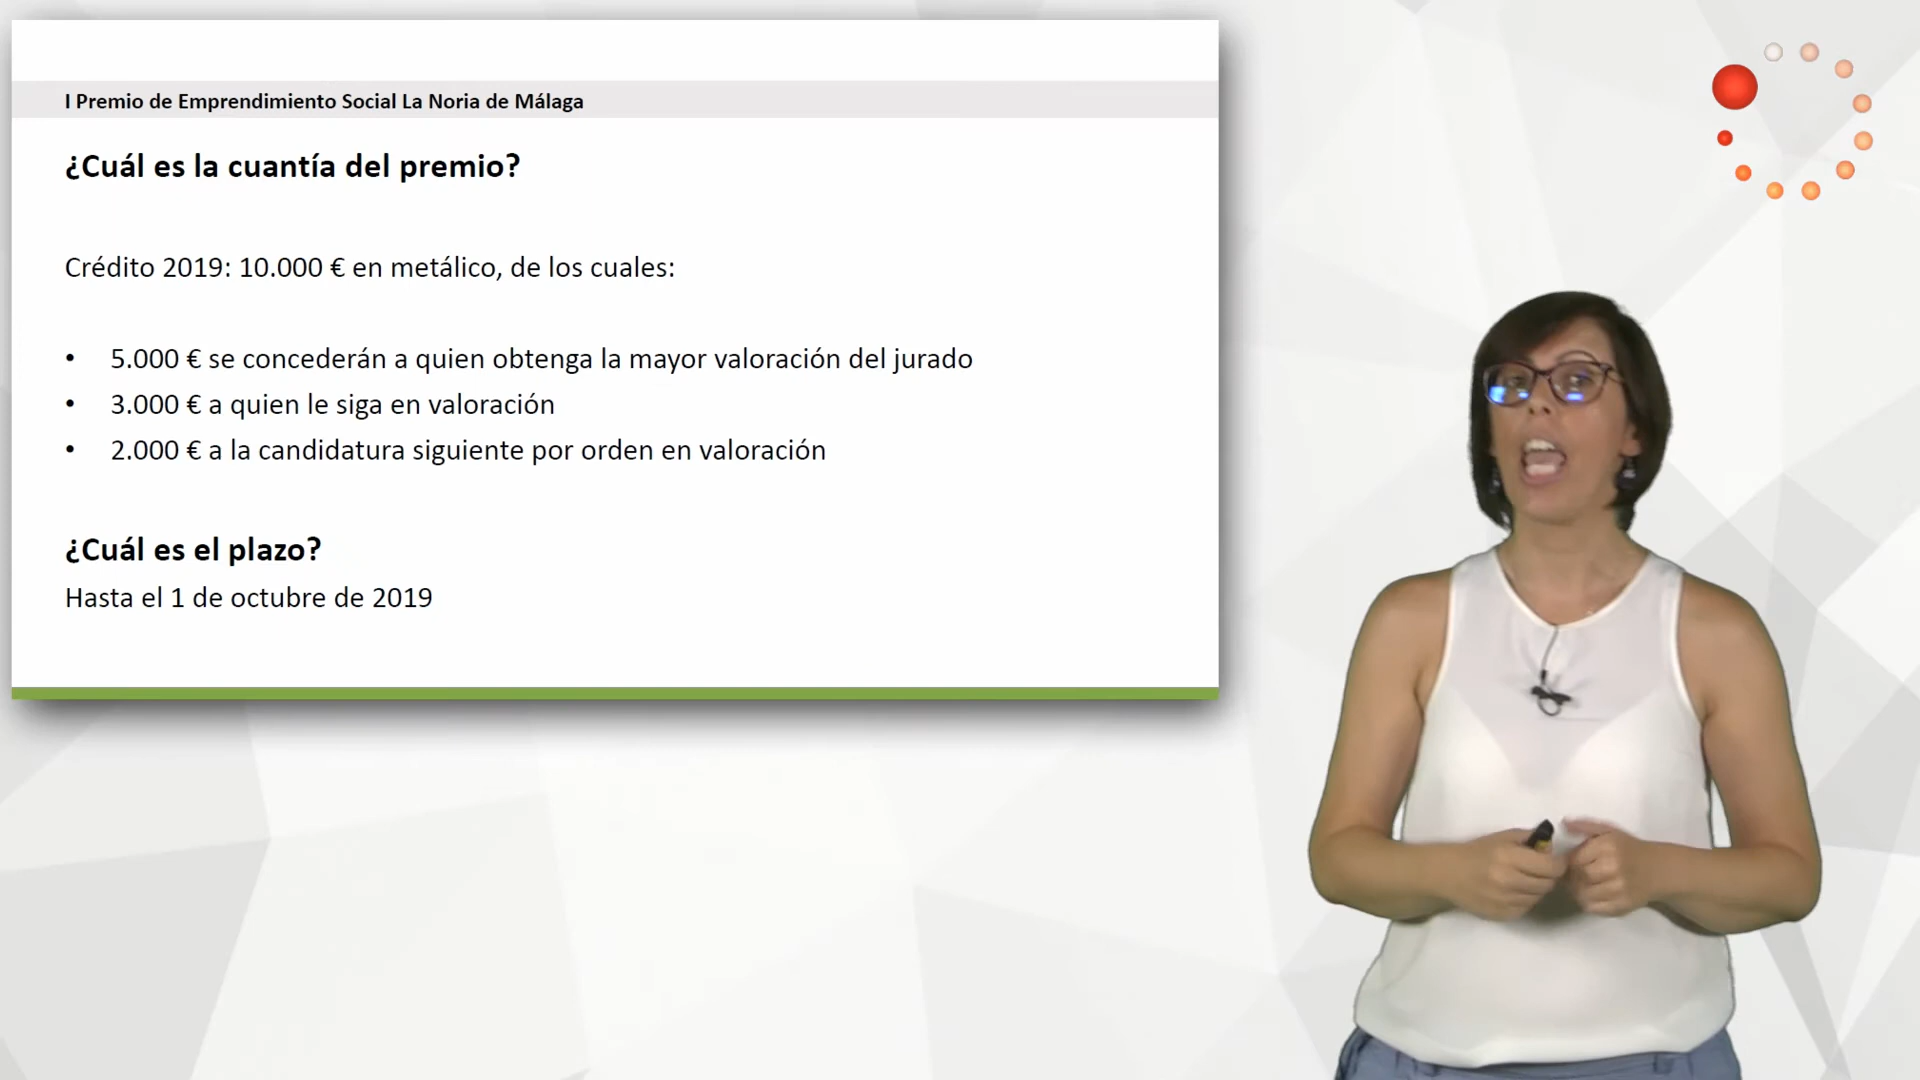 I Premio de Emprendimiento Social La Noria de Málaga
¿Cuál es la cuantía del premio?
Crédito 2019: 10.000 € en metálico, de los cuales:
• 5.000 € se concederán a quien obtenga la mayor valoración del jurado
• 3.000 € a quien le siga en valoración
• 2.000 € a la candidatura siguiente por orden en valoración
¿Cuál es el plazo?
Hasta el 1 de octubre de 2019